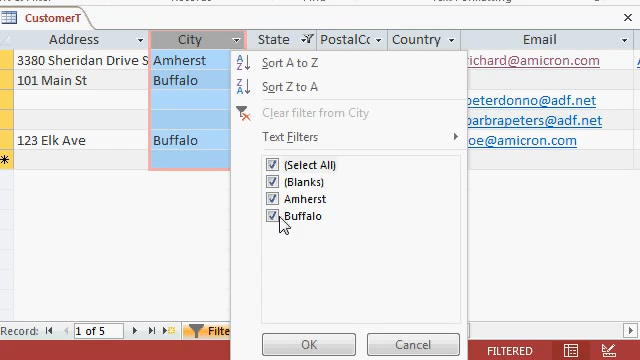 CustomerT
Address City State PostalCo Country Email
3380 Sheridan Drive S Amherst richard@amicron.com
101 Main St Buffalo
peterdonno@adf.net
barbrapeters@adf.net
123 Elk Ave Buffalo joe@amicron.com
Sort A to Z
Sort Z to A
Clear filter from City
Text Filters
(Select All)
(Blanks)
Amherst
Buffalo
OK Cancel
Record: 1 of 5 Filte
FILTERED